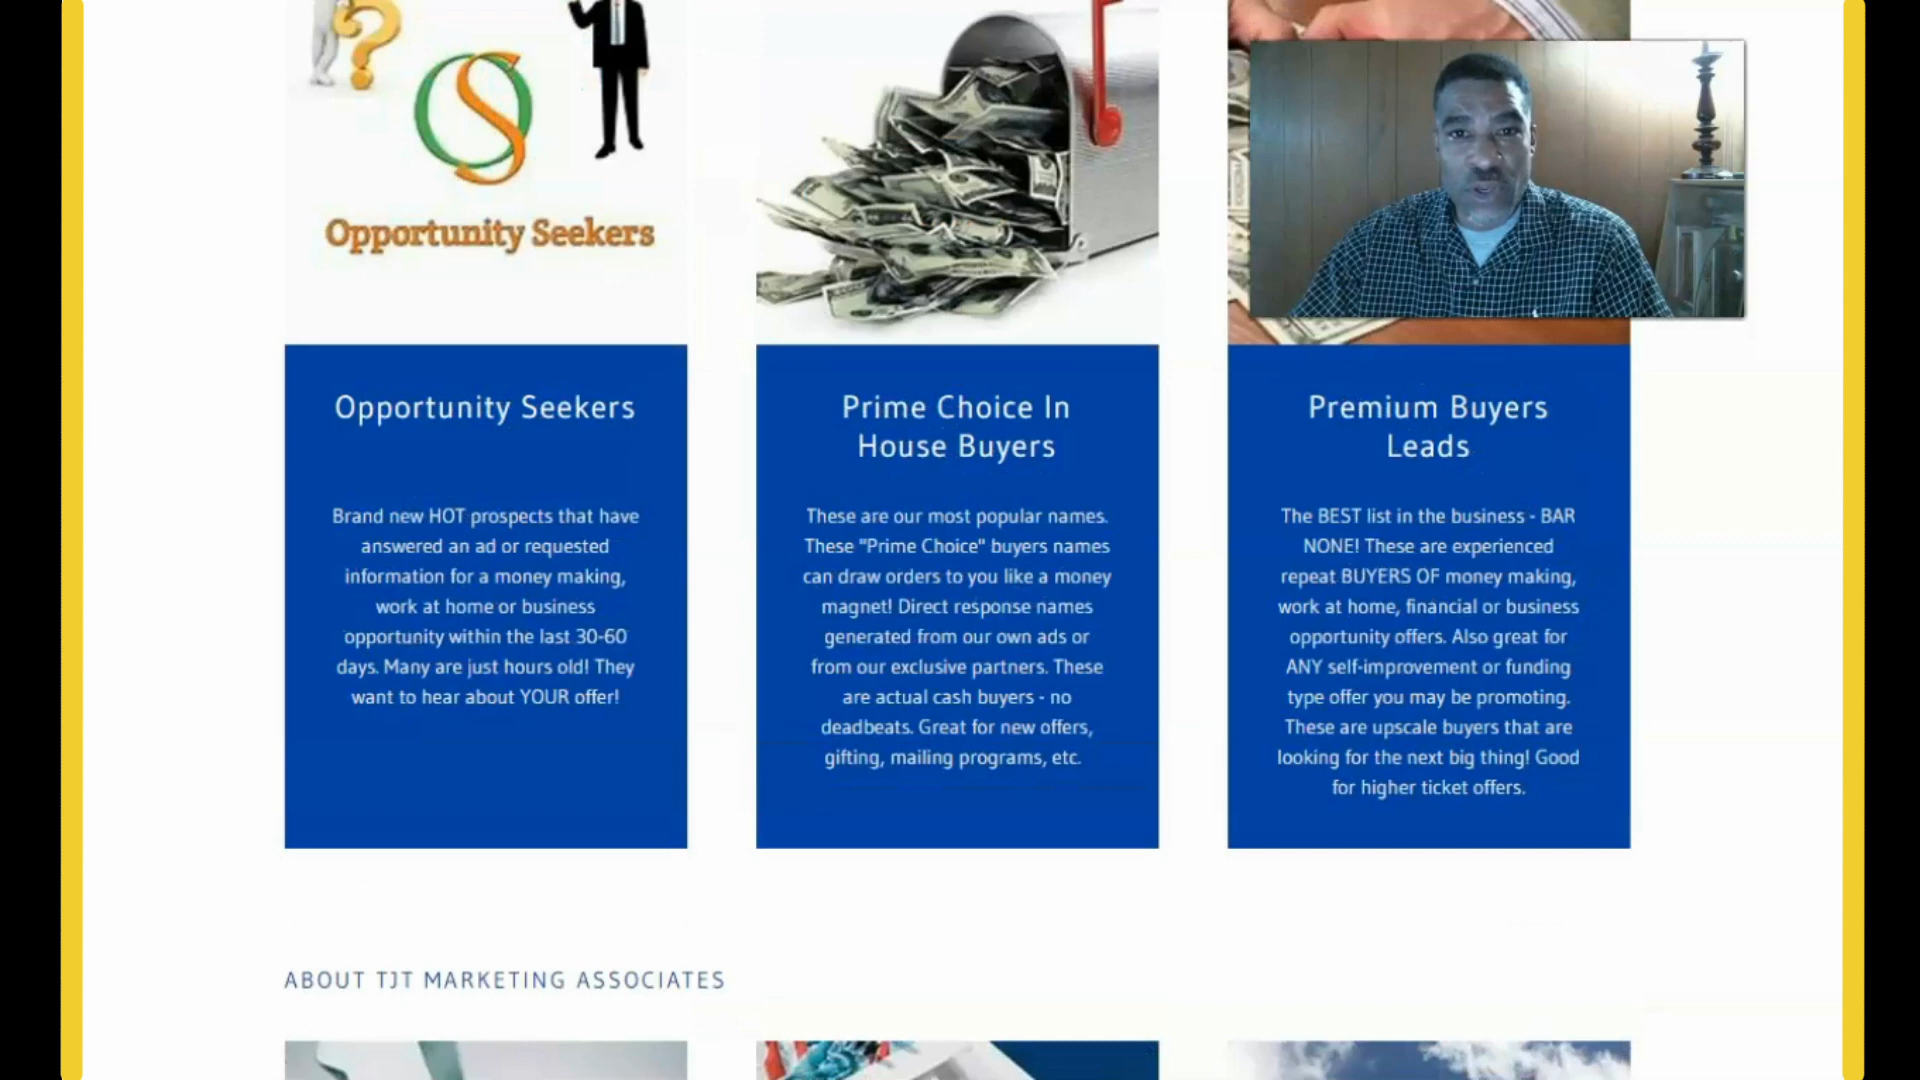 Opportunity Seekers
Opportunity Seekers
Brand new HOT prospects that have
answered an ad or requested
information for a money making,
work at home or business
opportunity within the last 30-60
days. Many are just hours old! They
want to hear about YOUR offer!
Prime Choice In
House Buyers
These are our most popular names.
These "Prime Choice" buyers names
can draw orders to you like a money
magnet! Direct response names
generated from our own ads or
from our exclusive partners. These
are actual cash buyers - no
deadbeats. Great for new offers,
gifting, mailing programs, etc.
Premium Buyers
Leads
The BEST list in the business - BAR
NONE! These are experienced
repeat BUYERS OF money making,
work at home, financial or business
opportunity offers. Also great for
ANY self-improvement or funding
type offer you may be promoting.
These are upscale buyers that are
looking for the next big thing! Good
for higher ticket offers.
ABOUT TJT MARKETING ASSOCIATES